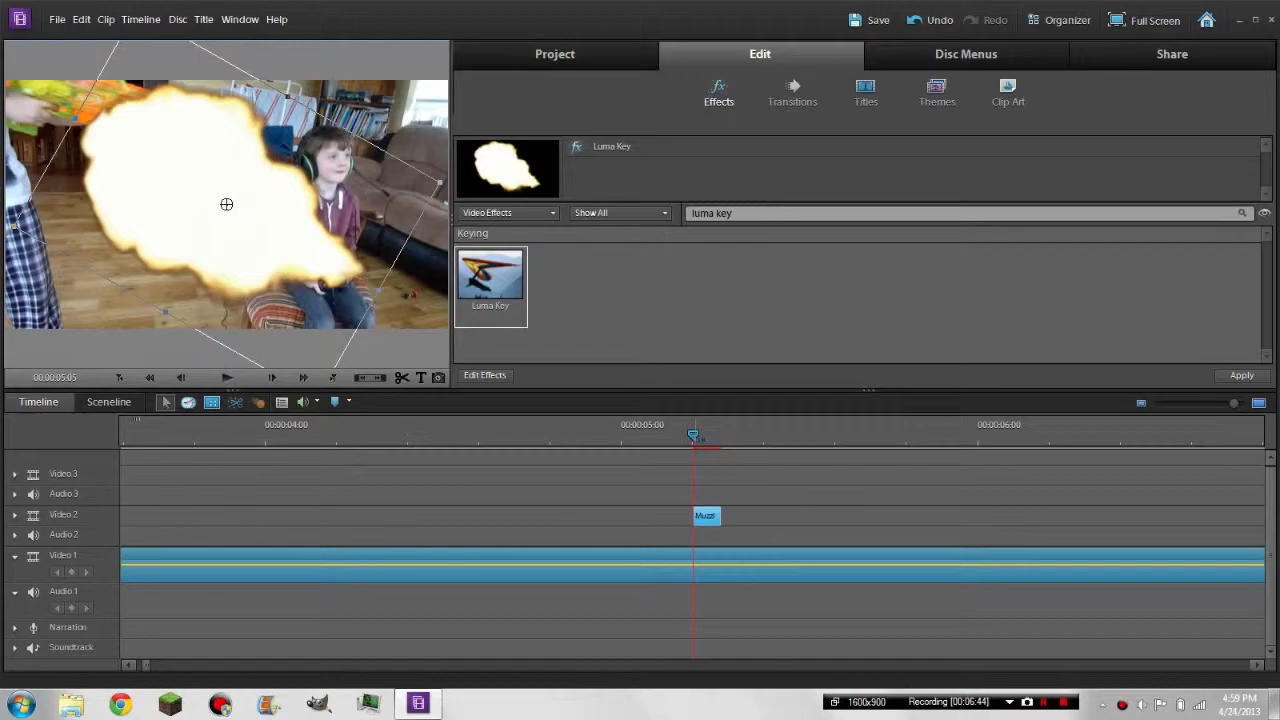 File Edit Clip Timeline Disc Title Window Help
Save Undo Redo Organizer Full Screen
Project Edit Disc Menus Share
Effects Transitions Titles Themes Clip Art
Luma Key
Video Effects Show All luma key
Keying
Luma Key
00:00:05:05
Edit Effects Apply
Timeline Sceneline
00:00:04:00 00:00:05:00 00:00:06:00
Video 3
Audio 3
Video 2 Muzzl
Audio 2
Video 1
Audio 1
Narration
Soundtrack
1600x900 Recording [00:06:44]
4:59 PM
4/24/2013